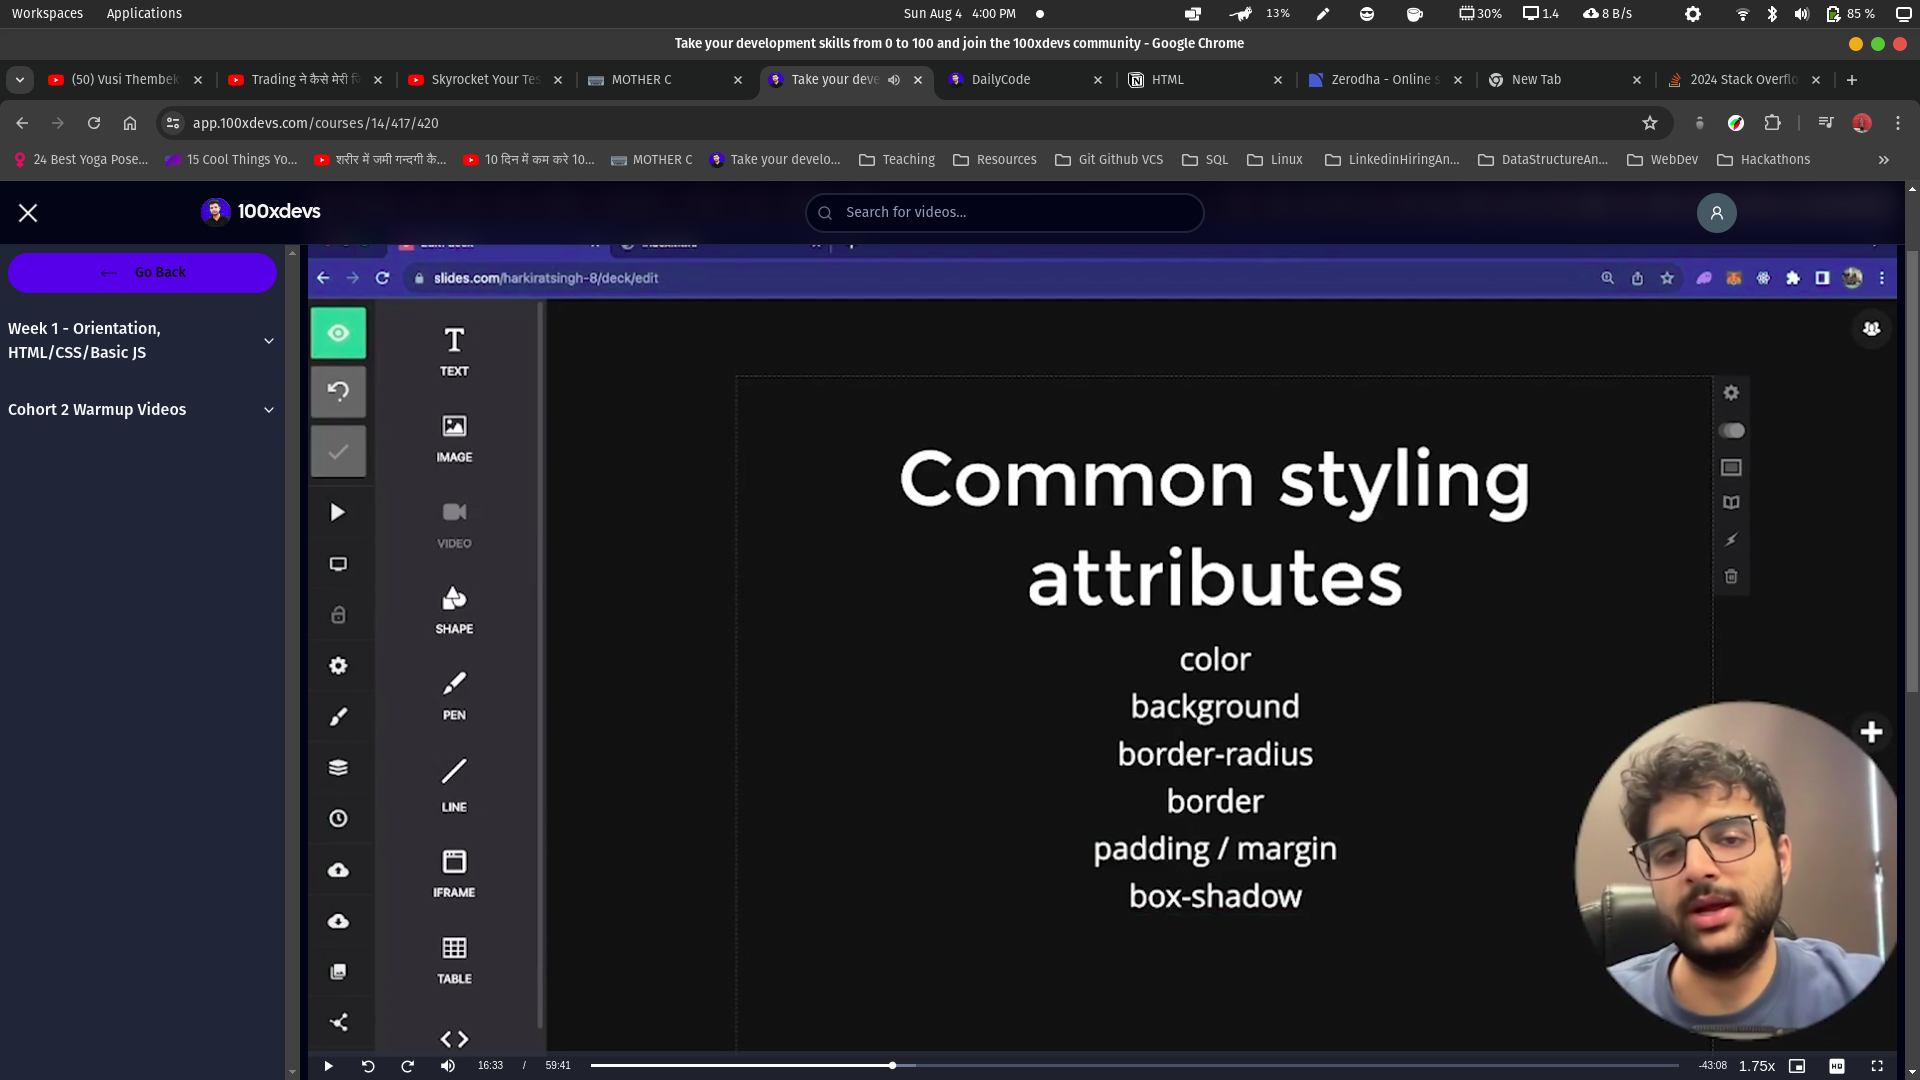 Workspaces Applications Sun Aug 4 4:00 PM 13% 30% 1.4 8 B/s 85 %
Take your development skills from 0 to 100 and join the 100xdevs community - Google Chrome
(50) Vusi Thembek Trading ने कैसे मेरी Skyrocket Your Tes MOTHER C Take your deve DailyCode HTML Zerodha - Online s New Tab 2024 Stack Overflo
app.100xdevs.com/courses/14/417/420
24 Best Yoga Pose... 15 Cool Things Yo... शरीर में जमी गन्दगी कै... 10 दिन में कम करे 10... MOTHER C Take your develo... Teaching Resources Git Github VCS SQL Linux LinkedinHiringAn... DataStructureAn... WebDev Hackathons
100xdevs Search for videos...
Go Back
Week 1 - Orientation,
HTML/CSS/Basic JS
Cohort 2 Warmup Videos
slides.com/harkiratsingh-8/deck/edit
TEXT
IMAGE
VIDEO
SHAPE
PEN
LINE
IFRAME
TABLE
Common styling
attributes
color
background
border-radius
border
padding / margin
box-shadow
16:33 / 59:41 -43:08 1.75x HD